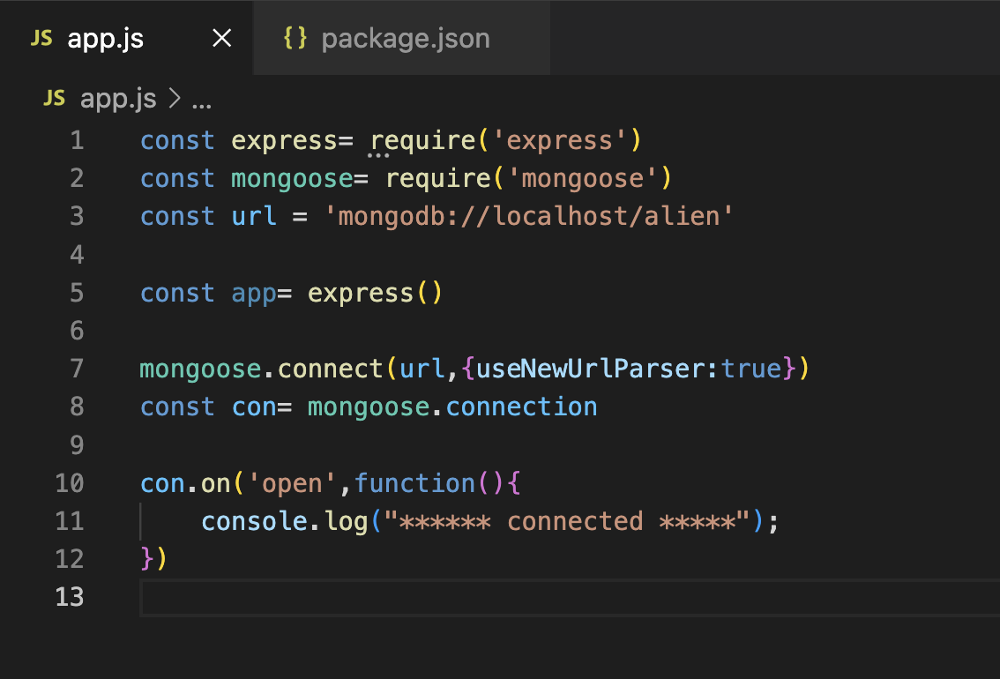 JS app.js × {} package.json
JS app.js > ...
1 const express= require('express')
2 const mongoose= require('mongoose')
3 const url = 'mongodb://localhost/alien'
4
5 const app= express()
6
7 mongoose.connect(url,{useNewUrlParser:true})
8 const con= mongoose.connection
9
10 con.on('open',function(){
11     console.log("****** connected *****");
12 })
13